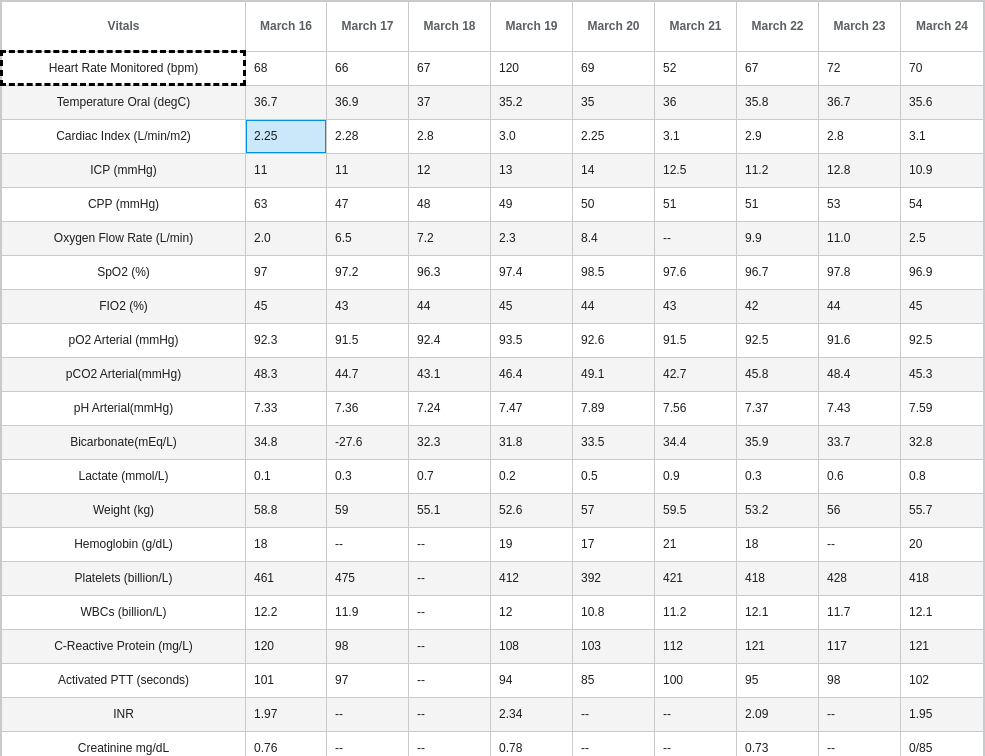 Vitals March 16 March 17 March 18 March 19 March 20 March 21 March 22 March 23 March 24
Heart Rate Monitored (bpm) 68 66 67 120 69 52 67 72 70
Temperature Oral (degC) 36.7 36.9 37 35.2 35 36 35.8 36.7 35.6
Cardiac Index (L/min/m2) 2.25 2.28 2.8 3.0 2.25 3.1 2.9 2.8 3.1
ICP (mmHg) 11 11 12 13 14 12.5 11.2 12.8 10.9
CPP (mmHg) 63 47 48 49 50 51 51 53 54
Oxygen Flow Rate (L/min) 2.0 6.5 7.2 2.3 8.4 -- 9.9 11.0 2.5
SpO2 (%) 97 97.2 96.3 97.4 98.5 97.6 96.7 97.8 96.9
FIO2 (%) 45 43 44 45 44 43 42 44 45
pO2 Arterial (mmHg) 92.3 91.5 92.4 93.5 92.6 91.5 92.5 91.6 92.5
pCO2 Arterial(mmHg) 48.3 44.7 43.1 46.4 49.1 42.7 45.8 48.4 45.3
pH Arterial(mmHg) 7.33 7.36 7.24 7.47 7.89 7.56 7.37 7.43 7.59
Bicarbonate(mEq/L) 34.8 -27.6 32.3 31.8 33.5 34.4 35.9 33.7 32.8
Lactate (mmol/L) 0.1 0.3 0.7 0.2 0.5 0.9 0.3 0.6 0.8
Weight (kg) 58.8 59 55.1 52.6 57 59.5 53.2 56 55.7
Hemoglobin (g/dL) 18 -- -- 19 17 21 18 -- 20
Platelets (billion/L) 461 475 -- 412 392 421 418 428 418
WBCs (billion/L) 12.2 11.9 -- 12 10.8 11.2 12.1 11.7 12.1
C-Reactive Protein (mg/L) 120 98 -- 108 103 112 121 117 121
Activated PTT (seconds) 101 97 -- 94 85 100 95 98 102
INR 1.97 -- -- 2.34 -- -- 2.09 -- 1.95
Creatinine mg/dL 0.76 -- -- 0.78 -- -- 0.73 -- 0/85